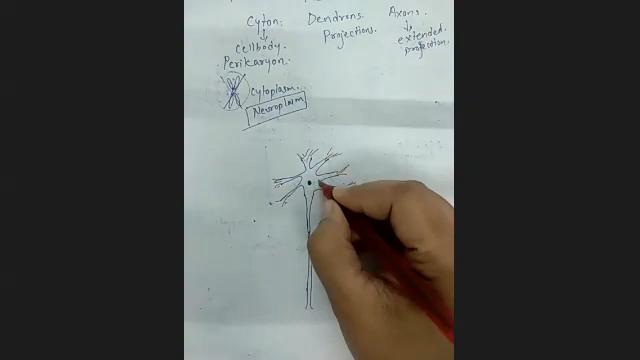 Cyton: Dendrons Axons.
↓ Projections. ↓
Cellbody. extended
Perikaryon. projection.
Cytoplasm.
Neuroplasm